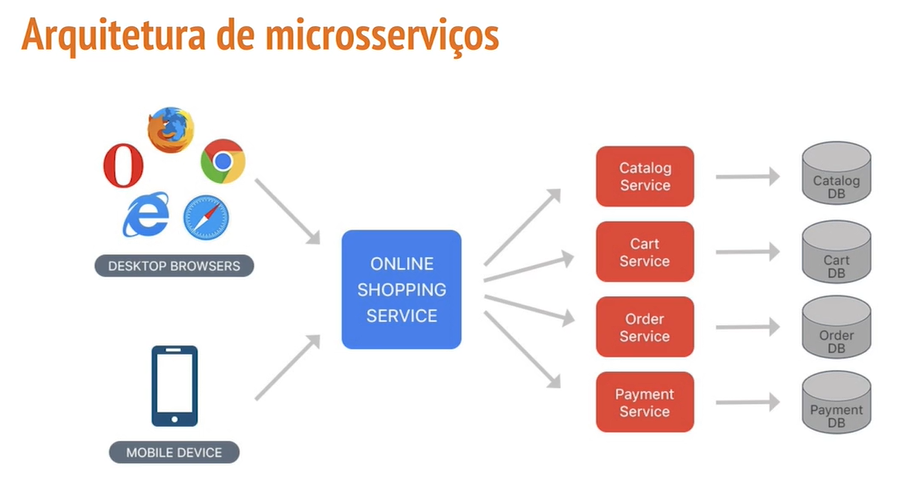 Arquitetura de microsserviços
DESKTOP BROWSERS
MOBILE DEVICE
ONLINE
SHOPPING
SERVICE
Catalog
Service
Cart
Service
Order
Service
Payment
Service
Catalog
DB
Cart
DB
Order
DB
Payment
DB